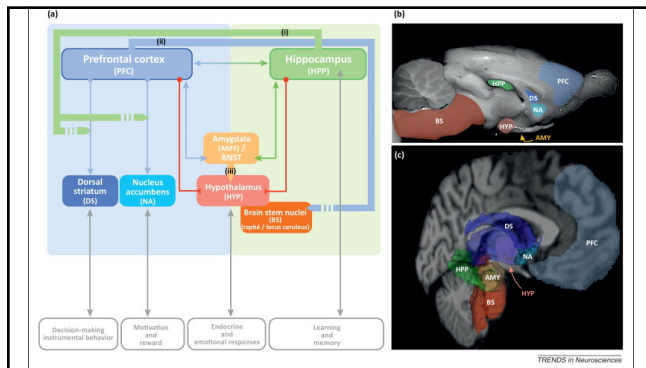 (a)
(i)
(ii)
Prefrontal cortex
(PFC)
Hippocampus
(HPP)
Amygdala
(AMY) /
BNST
(iii)
Dorsal
striatum
(DS)
Nucleus
accumbens
(NA)
Hypothalamus
(HYP)
Brain stem nuclei
(BS)
(raphé / locus ceruleus)
Decision-making
instrumental behavior
Motivation
and
reward
Endocrine
and
emotional responses
Learning
and
memory
(b)
HPP
PFC
DS
NA
BS
HYP
AMY
(c)
DS
PFC
NA
HPP
AMY
HYP
BS
TRENDS in Neurosciences